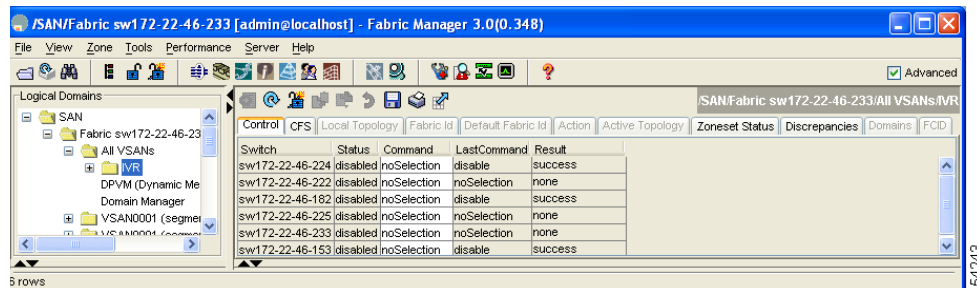 /SAN/Fabric sw172-22-46-233 [admin@localhost] - Fabric Manager 3.0(0.348)
File View Zone Tools Performance Server Help
Advanced
Logical Domains
SAN
Fabric sw172-22-46-23
All VSANs
IVR
DPVM (Dynamic Me
Domain Manager
VSAN0001 (segmen
/SAN/Fabric sw172-22-46-233/All VSANs/IVR
Control CFS Local Topology Fabric Id Default Fabric Id Action Active Topology Zoneset Status Discrepancies Domains FCID
Switch Status Command LastCommand Result
sw172-22-46-224 disabled noSelection disable success
sw172-22-46-222 disabled noSelection noSelection none
sw172-22-46-182 disabled noSelection disable success
sw172-22-46-225 disabled noSelection noSelection none
sw172-22-46-233 disabled noSelection noSelection none
sw172-22-46-153 disabled noSelection disable success
6 rows